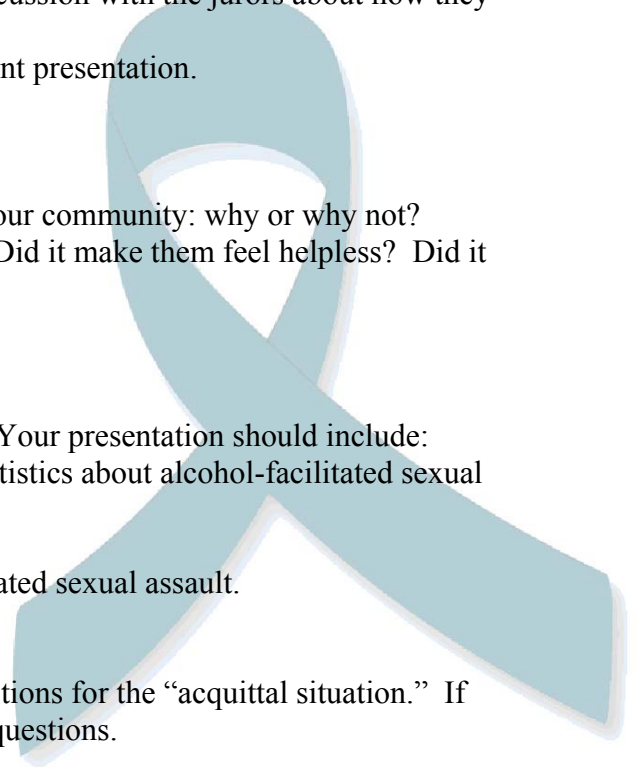 cussion with the jurors about how they
nt presentation.
our community: why or why not?
Did it make them feel helpless? Did it
Your presentation should include:
tistics about alcohol-facilitated sexual
ated sexual assault.
tions for the “acquittal situation.” If
questions.